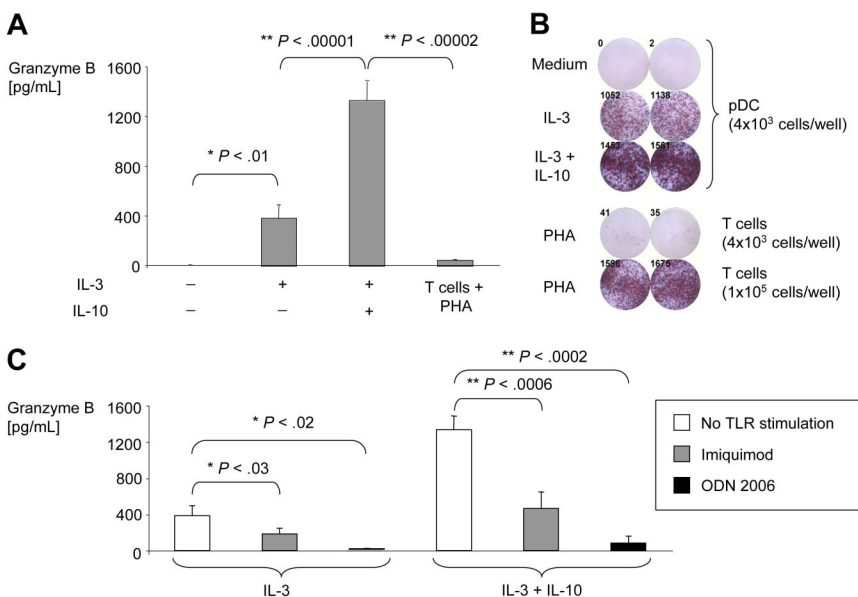 A
** P < .00001
** P < .00002
Granzyme B
[pg/mL]
1600
1200
* P < .01
800
400
0
IL-3
–
+
+
T cells +
PHA
IL-10
–
–
+
B
0
2
Medium
1052
1138
IL-3
pDC
(4x10³ cells/well)
1453
1561
IL-3 +
IL-10
41
35
PHA
T cells
(4x10³ cells/well)
1598
1675
PHA
T cells
(1x10⁵ cells/well)
C
** P < .0002
Granzyme B
[pg/mL]
** P < .0006
1600
* P < .02
1200
* P < .03
800
400
0
IL-3
IL-3 + IL-10
No TLR stimulation
Imiquimod
ODN 2006